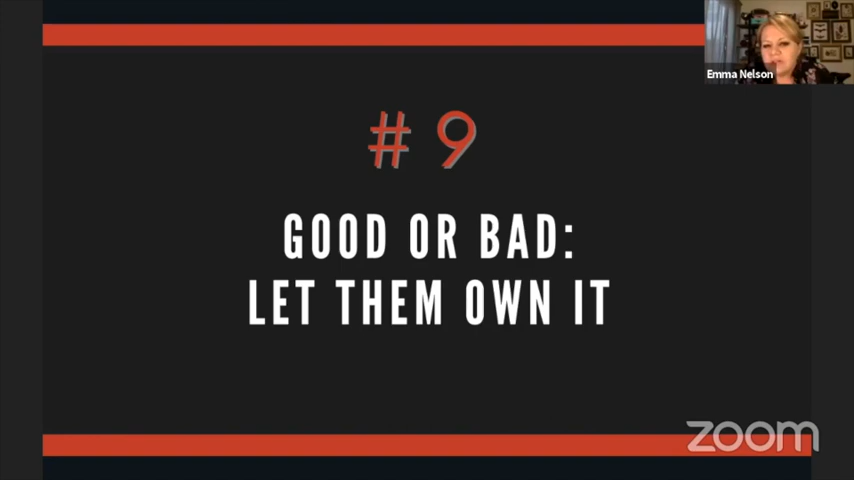 Emma Nelson
# 9
GOOD OR BAD:
LET THEM OWN IT
zoom